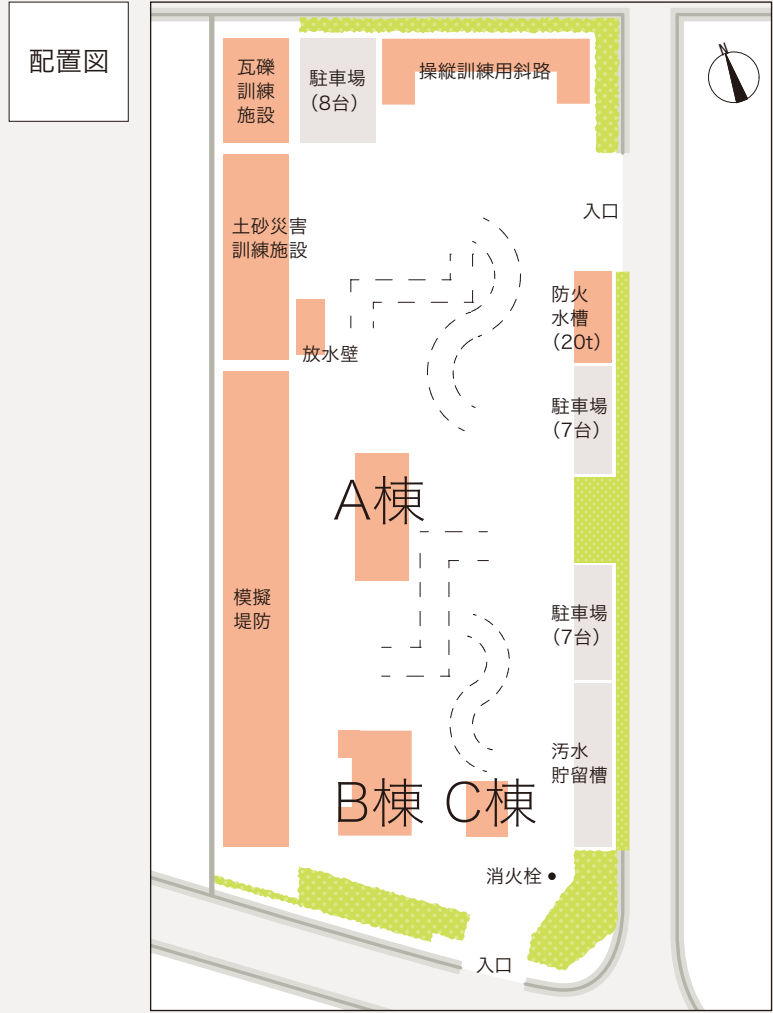 配置図
瓦礫
訓練
施設
駐車場
(8台)
操縦訓練用斜路
入口
土砂災害
訓練施設
防火
水槽
(20t)
放水壁
駐車場
(7台)
A棟
模擬
堤防
駐車場
(7台)
汚水
貯留槽
B棟
C棟
消火栓
入口